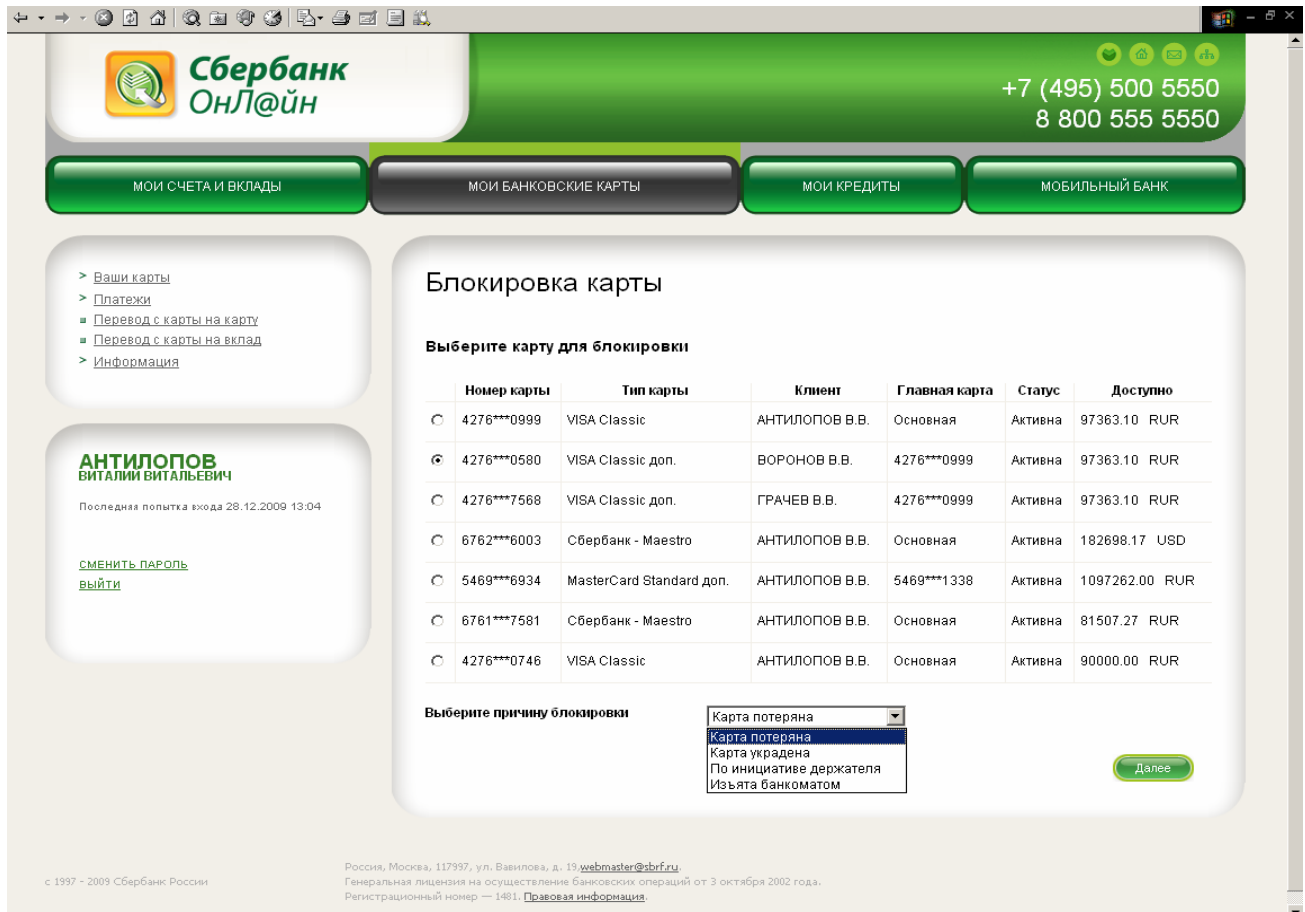 Сбербанк
ОнЛ@йн
+7 (495) 500 5550
8 800 555 5550
МОИ СЧЕТА И ВКЛАДЫ
МОИ БАНКОВСКИЕ КАРТЫ
МОИ КРЕДИТЫ
МОБИЛЬНЫЙ БАНК
> Ваши карты
> Платежи
Перевод с карты на карту
Перевод с карты на вклад
> Информация
АНТИЛОПОВ
ВИТАЛИЙ ВИТАЛЬЕВИЧ
Последняя попытка входа 28.12.2009 13:04
СМЕНИТЬ ПАРОЛЬ
ВЫЙТИ
Блокировка карты
Выберите карту для блокировки
Номер карты Тип карты Клиент Главная карта Статус Доступно
4276***0999 VISA Classic АНТИЛОПОВ В.В. Основная Активна 97363.10 RUR
4276***0580 VISA Classic доп. ВОРОНОВ В.В. 4276***0999 Активна 97363.10 RUR
4276***7568 VISA Classic доп. ГРАЧЕВ В.В. 4276***0999 Активна 97363.10 RUR
6762***6003 Сбербанк - Maestro АНТИЛОПОВ В.В. Основная Активна 182698.17 USD
5469***6934 MasterCard Standard доп. АНТИЛОПОВ В.В. 5469***1338 Активна 1097262.00 RUR
6761***7581 Сбербанк - Maestro АНТИЛОПОВ В.В. Основная Активна 81507.27 RUR
4276***0746 VISA Classic АНТИЛОПОВ В.В. Основная Активна 90000.00 RUR
Выберите причину блокировки Карта потеряна
Карта потеряна
Карта украдена
По инициативе держателя
Изъята банкоматом
Далее
с 1997 - 2009 Сбербанк России
Россия, Москва, 117997, ул. Вавилова, д. 19,webmaster@sbrf.ru.
Генеральная лицензия на осуществление банковских операций от 3 октября 2002 года.
Регистрационный номер — 1481. Правовая информация.